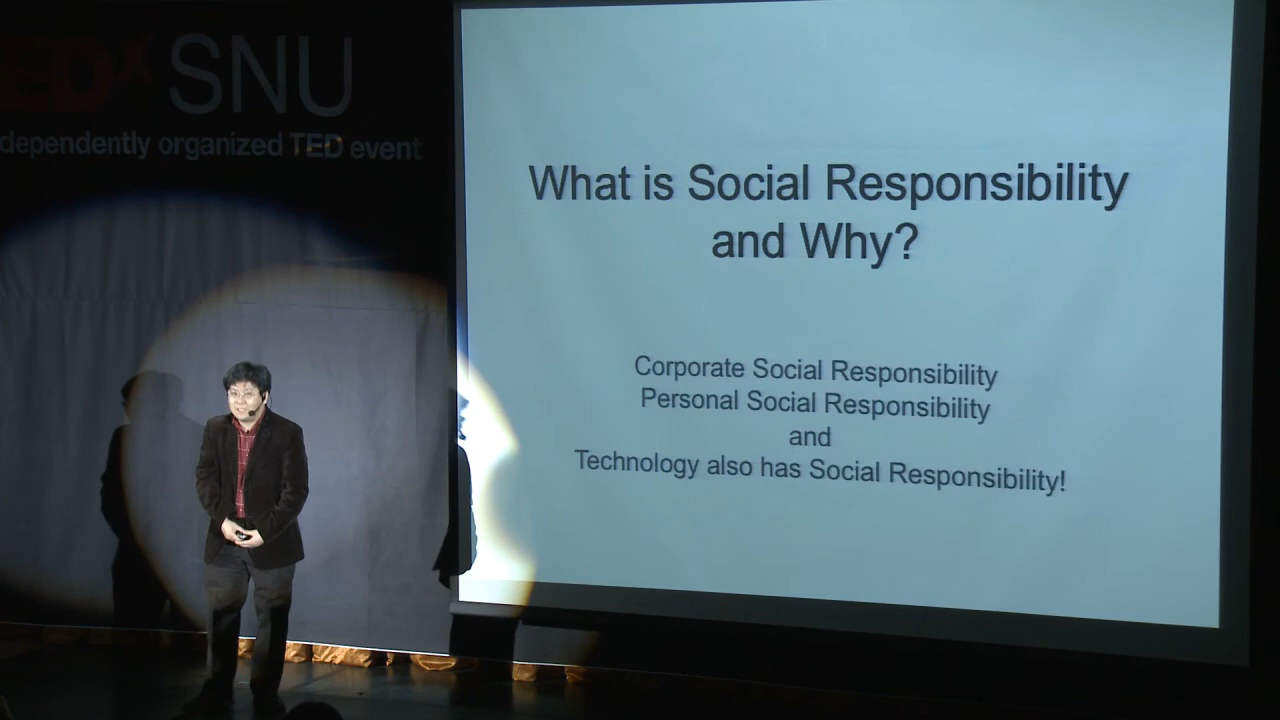 EDx SNU
dependently organized TED event
What is Social Responsibility
and Why?
Corporate Social Responsibility
Personal Social Responsibility
and
Technology also has Social Responsibility!